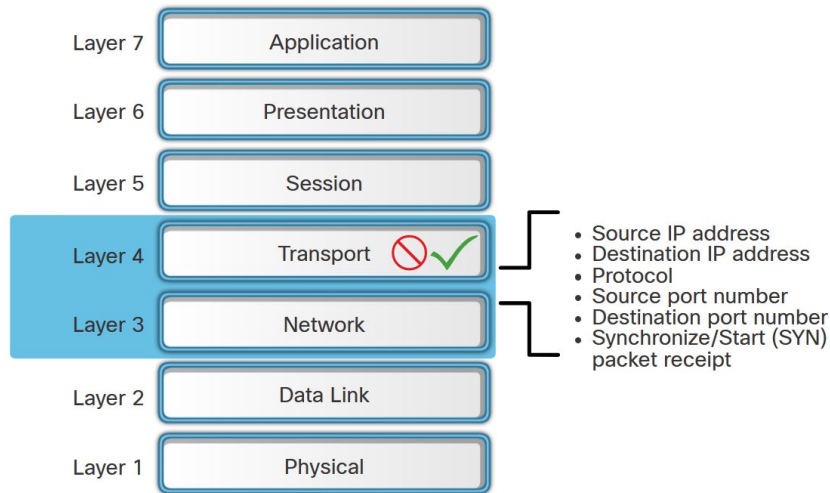 Layer 7 Application
Layer 6 Presentation
Layer 5 Session
Layer 4 Transport
Layer 3 Network
Layer 2 Data Link
Layer 1 Physical
• Source IP address
• Destination IP address
• Protocol
• Source port number
• Destination port number
• Synchronize/Start (SYN)
packet receipt